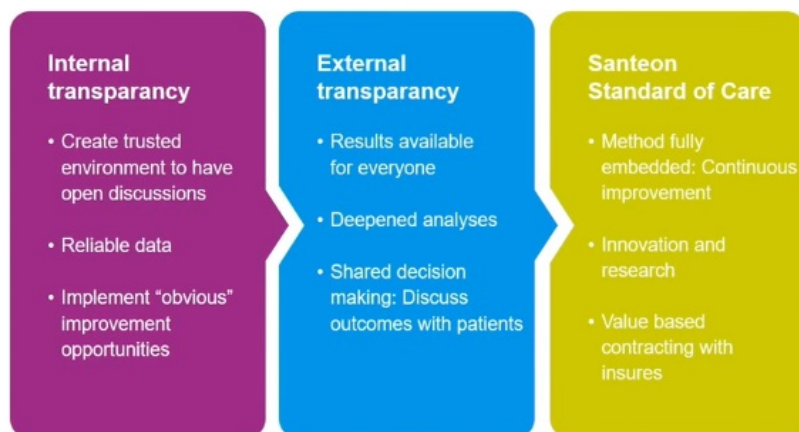 Internal
transparancy
• Create trusted
environment to have
open discussions
• Reliable data
• Implement “obvious”
improvement
opportunities
External
transparancy
• Results available
for everyone
• Deepened analyses
• Shared decision
making: Discuss
outcomes with patients
Santeon
Standard of Care
• Method fully
embedded: Continuous
improvement
• Innovation and
research
• Value based
contracting with
insures